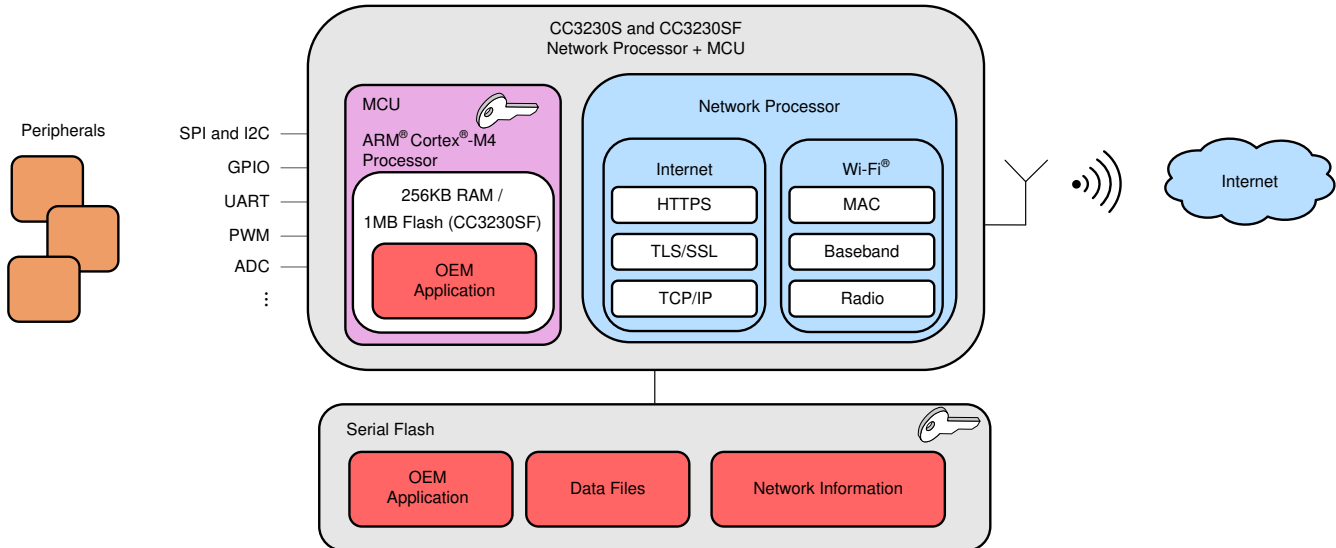 CC3230S and CC3230SF
Network Processor + MCU
Peripherals
SPI and I2C
GPIO
UART
PWM
ADC
⋮
MCU
ARM® Cortex®-M4
Processor
256KB RAM /
1MB Flash (CC3230SF)
OEM
Application
Network Processor
Internet
HTTPS
TLS/SSL
TCP/IP
Wi-Fi®
MAC
Baseband
Radio
Internet
Serial Flash
OEM
Application
Data Files
Network Information